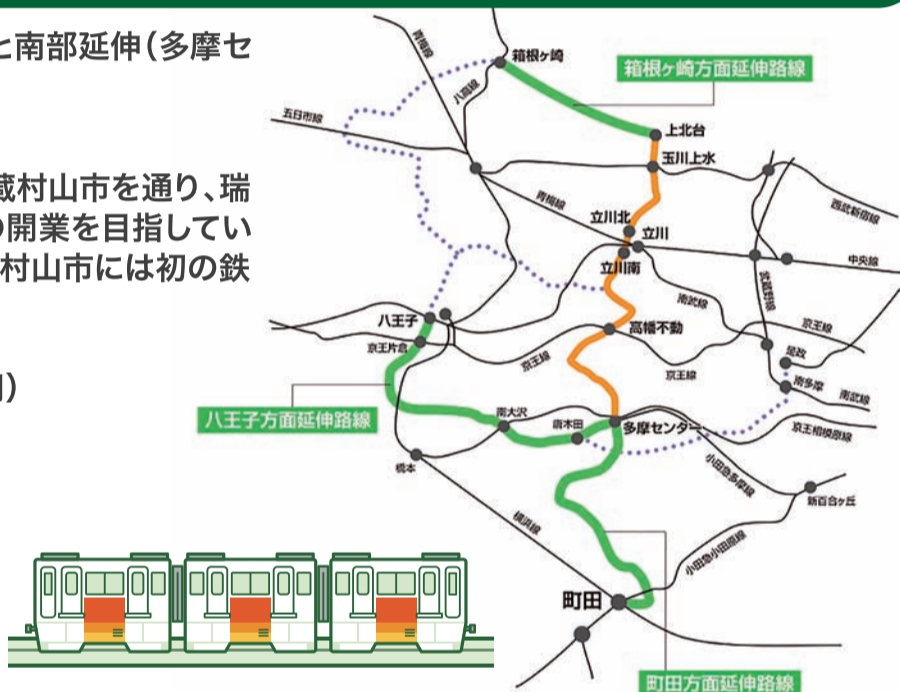 と南部延伸(多摩セ
蔵村山市を通り、瑞
の開業を目指してい
村山市には初の鉄
)
箱根ヶ崎
箱根ヶ崎方面延伸路線
青梅線
八高線
五日市線
上北台
玉川上水
青梅線
西武新宿線
立川北
立川
立川南
中央線
南武線
武蔵野線
八王子
高幡不動
京王線
京王片倉
京王線
京王線
是政
南多摩
南武線
八王子方面延伸路線
南大沢
唐木田
多摩センター
京王相模原線
橋本
小田急多摩線
新百合ヶ丘
横浜線
小田急小田原線
町田
町田方面延伸路線